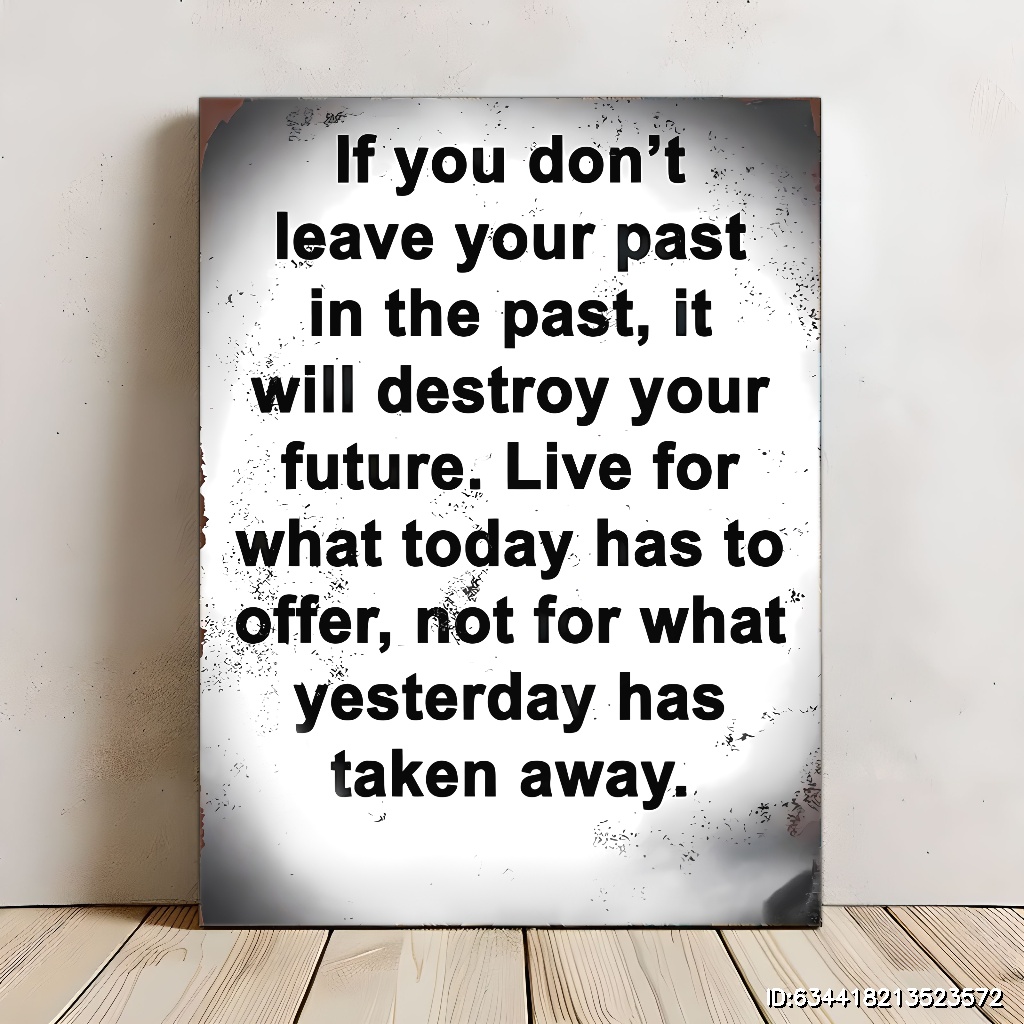 If you don’t
leave your past
in the past, it
will destroy your
future. Live for
what today has to
offer, not for what
yesterday has
taken away.
ID:634418213523572